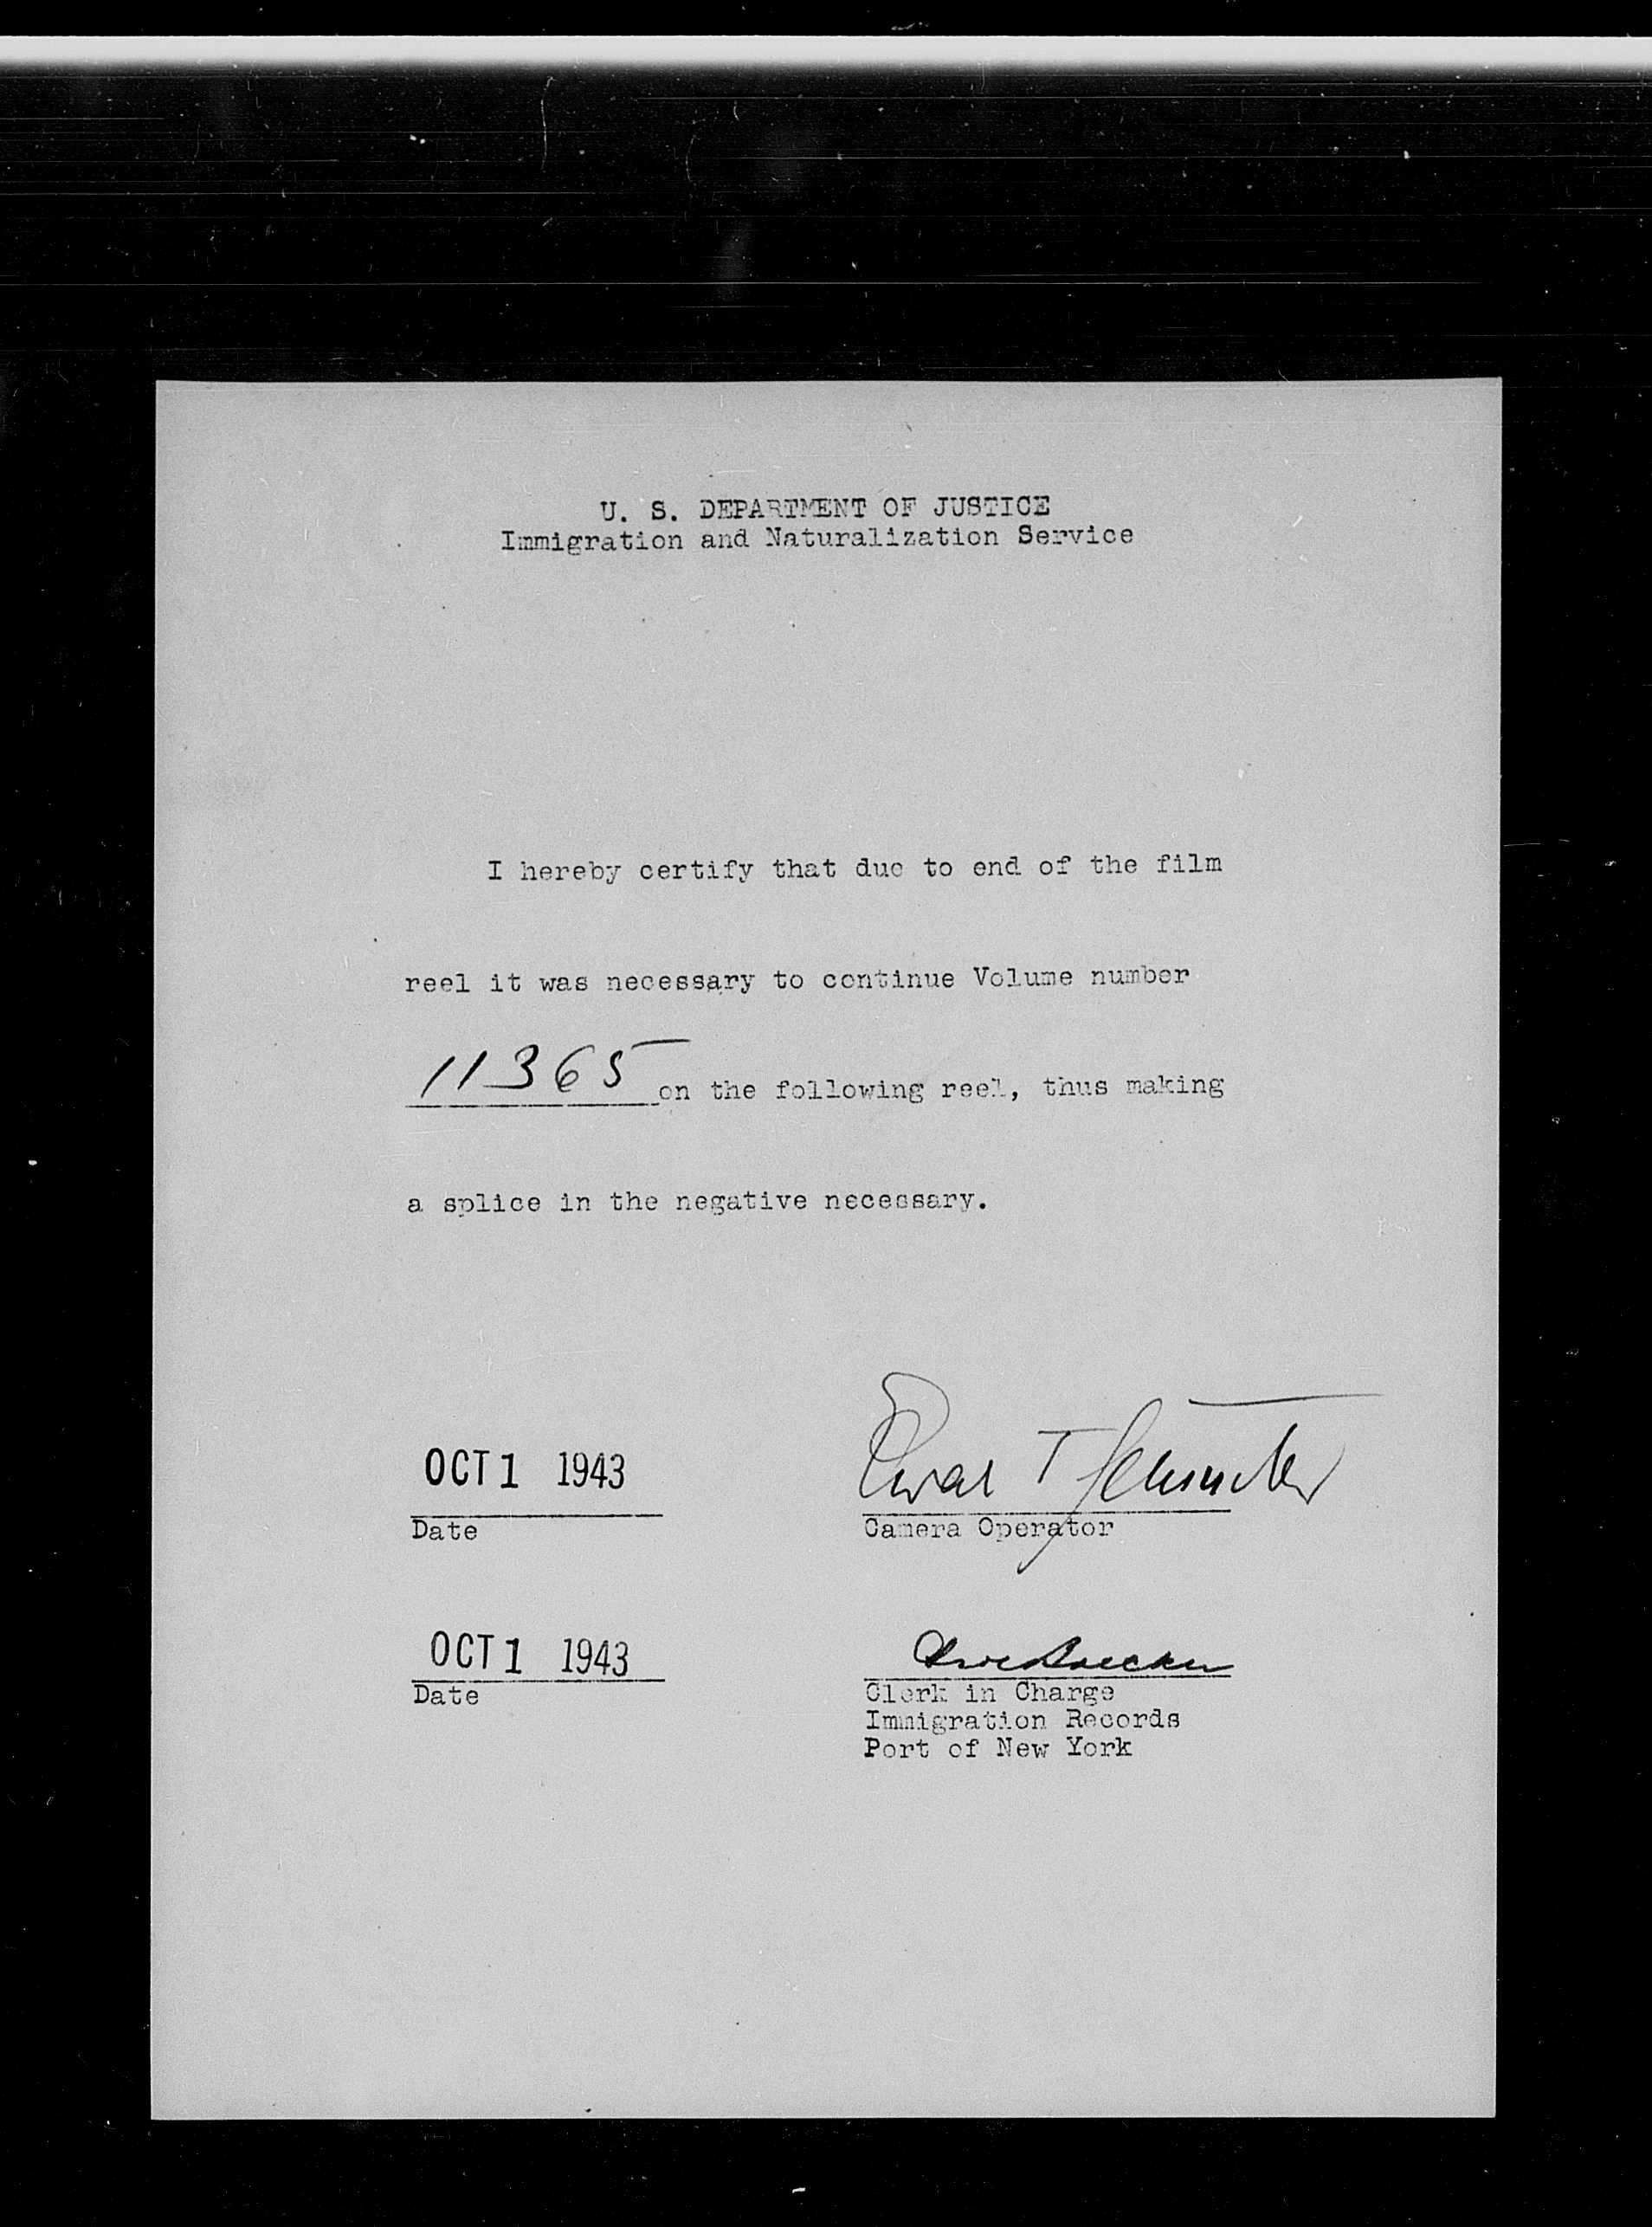 U. S. DEPARTMENT OF JUSTICE
Immigration and Naturalization Service
I hereby certify that due to end of the film
reel it was necessary to continue Volume number
11365 on the following reel, thus making
a splice in the negative necessary.
OCT 1 1943
Date
Camera Operator
OCT 1 1943
Date
Clerk in Charge
Immigration Records
Port of New York